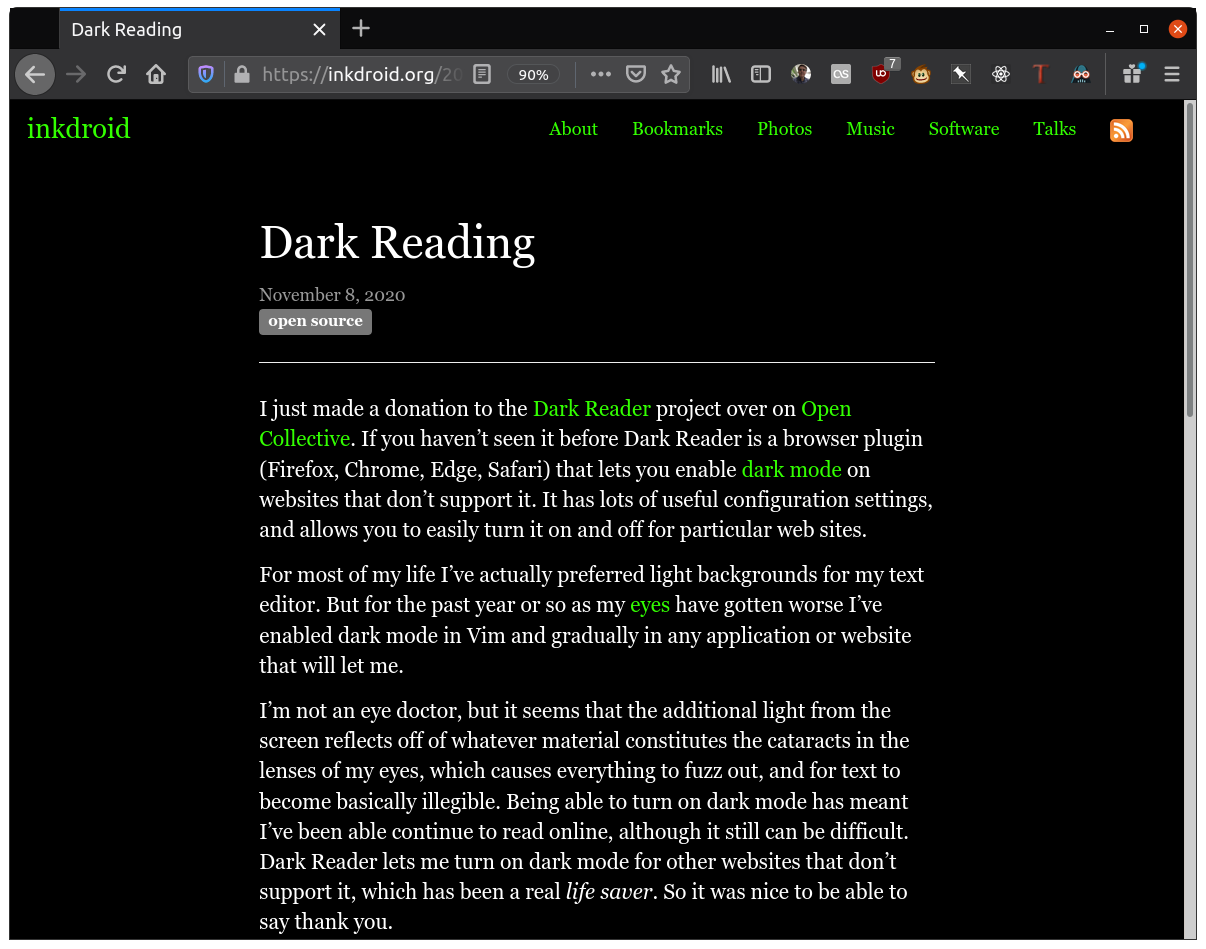 Dark Reading
https://inkdroid.org/20
90%
7
inkdroid
About Bookmarks Photos Music Software Talks
Dark Reading
November 8, 2020
open source
I just made a donation to the Dark Reader project over on Open
Collective. If you haven’t seen it before Dark Reader is a browser plugin
(Firefox, Chrome, Edge, Safari) that lets you enable dark mode on
websites that don’t support it. It has lots of useful configuration settings,
and allows you to easily turn it on and off for particular web sites.
For most of my life I’ve actually preferred light backgrounds for my text
editor. But for the past year or so as my eyes have gotten worse I’ve
enabled dark mode in Vim and gradually in any application or website
that will let me.
I’m not an eye doctor, but it seems that the additional light from the
screen reflects off of whatever material constitutes the cataracts in the
lenses of my eyes, which causes everything to fuzz out, and for text to
become basically illegible. Being able to turn on dark mode has meant
I’ve been able continue to read online, although it still can be difficult.
Dark Reader lets me turn on dark mode for other websites that don’t
support it, which has been a real life saver. So it was nice to be able to
say thank you.